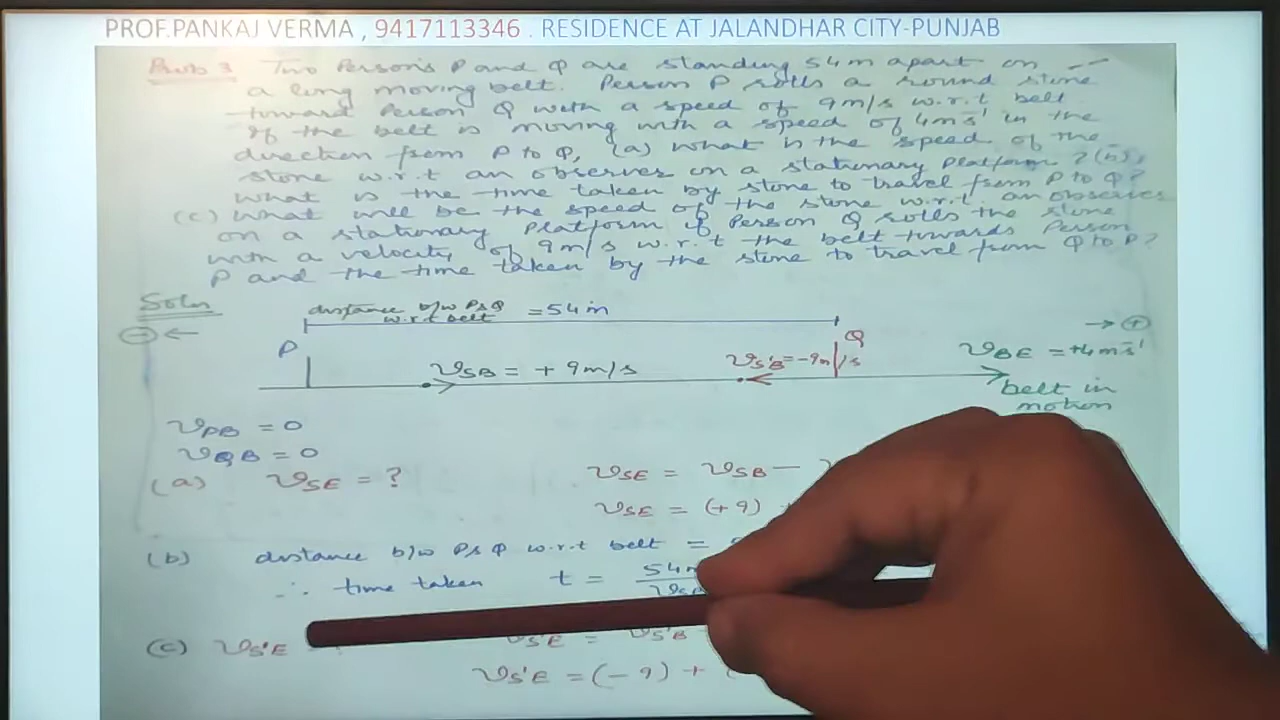 PROF.PANKAJ VERMA , 9417113346 . RESIDENCE AT JALANDHAR CITY-PUNJAB
Prob 3 Two Person's P and Q are standing 54m apart on
a long moving belt. Person P rolls a round stone
toward Person Q with a speed of 9m/s w.r.t belt
If the belt is moving with a speed of 4ms⁻¹ in the
direction from P to Q, (a) What is the speed of the
stone w.r.t an observer on a stationary platform ? (b)
What is the time taken by stone to travel from P to Q?
(c) What will be the speed of the stone w.r.t. an observer
on a stationary Platform if Person Q rolls the stone
with a velocity of 9m/s w.r.t the belt towards Person
P and the time taken by the stone to travel from Q to P?
Soln
distance b/w P & Q = 54m
w.r.t belt
⊖ ← → ⊕
P Q
vSB = + 9m/s vS'B = -9m/s vBE = +4ms⁻¹
belt in
motion
vPB = 0
vQB = 0
(a) vSE = ? vSE = vSB —
vSE = (+9)
(b) distance b/w P & Q w.r.t belt =
∴ time taken t = 54m
vSB
(c) vS'E vS'E = vS'B
vS'E = (-9) +